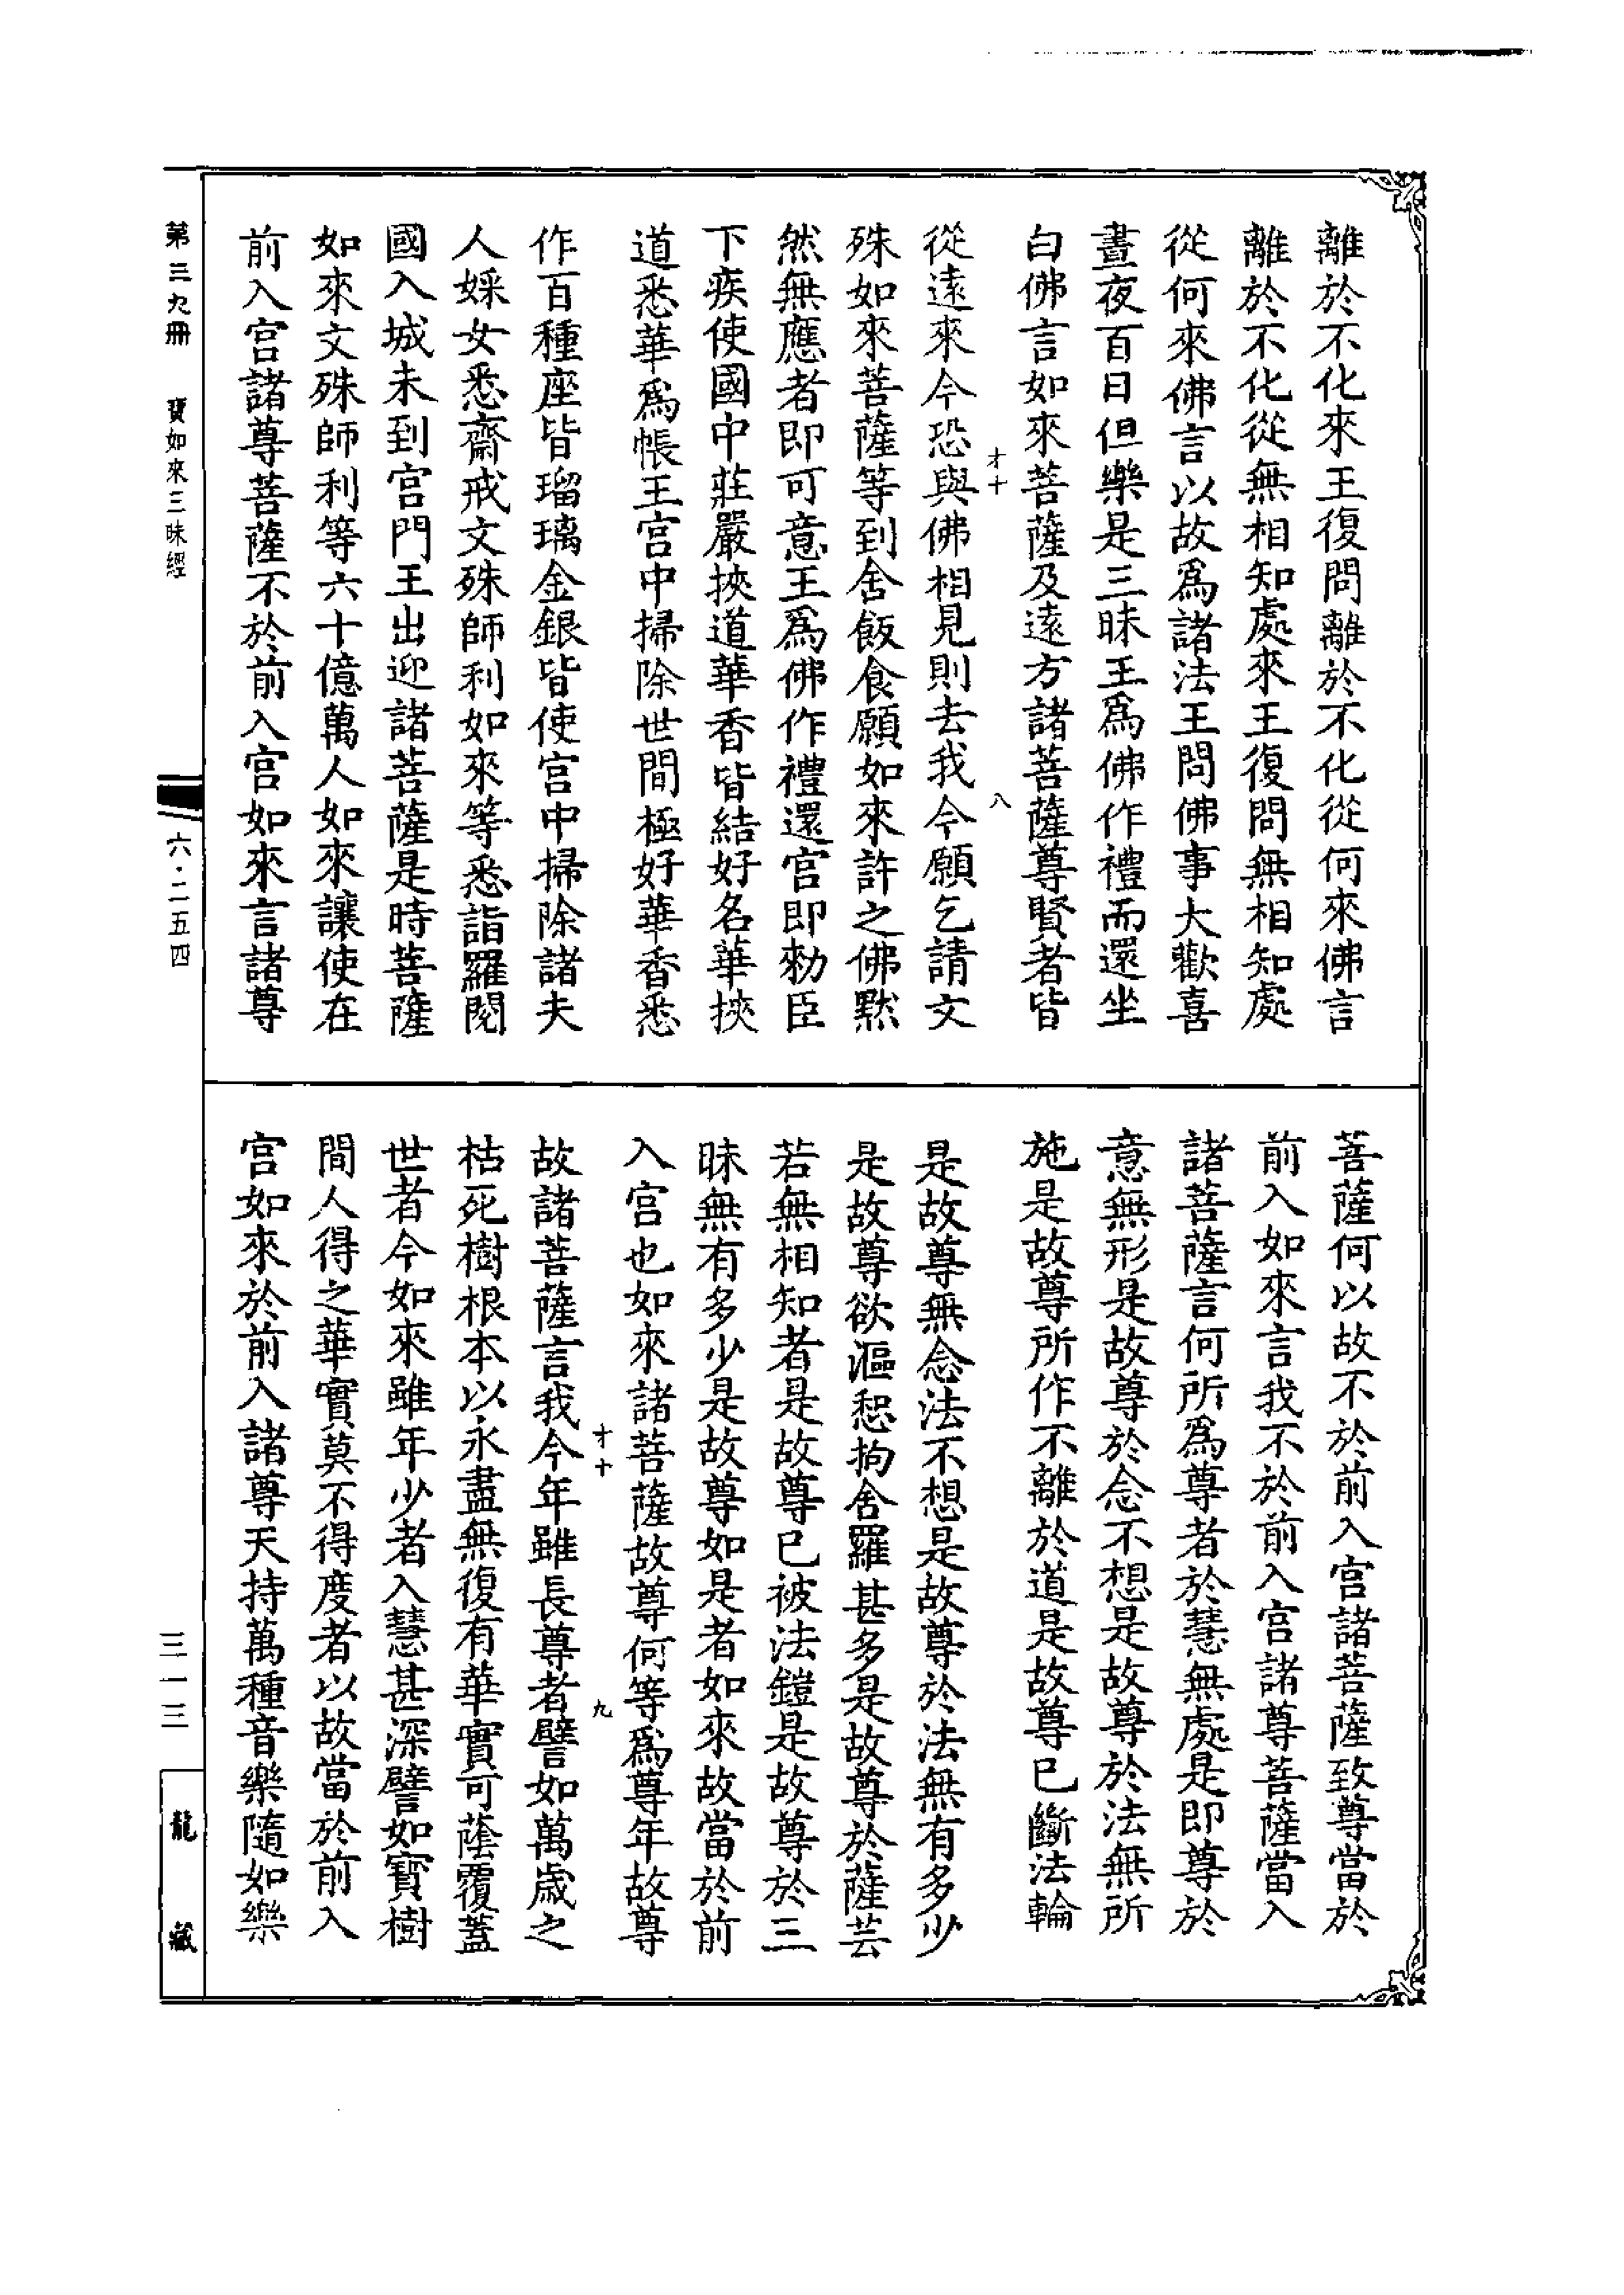 離於不化來王復問離於不化從何來佛言
離於不化從無相知處來王復問無相知處
從何來佛言以故爲諸法王問佛事大歡喜
晝夜百日但樂是三昧王爲佛作禮而還坐
白佛言如來菩薩及遠方諸菩薩尊賢者皆
才十 八
從遠來今恐與佛相見則去我今願乞請文
殊如來菩薩等到舍飯食願如來許之佛默
然無應者即可意王爲佛作禮還宮即勑臣
下疾使國中莊嚴挾道華香皆結好名華挾
道悉華爲帳王宮中掃除世間極好華香悉
作百種座皆瑠璃金銀皆使宮中掃除諸夫
人婇女悉齋戒文殊師利如來等悉詣羅閱
國入城未到宮門王出迎諸菩薩是時菩薩
如來文殊師利等六十億萬人如來讓使在
前入宮諸尊菩薩不於前入宮如來言諸尊
菩薩何以故不於前入宮諸菩薩致尊當於
前入如來言我不於前入宮諸尊菩薩當入
諸菩薩言何所爲尊者於慧無處是即尊於
意無形是故尊於念不想是故尊於法無所
施是故尊所作不離於道是故尊已斷法輪
是故尊無念法不想是故尊於法無有多少
是故尊欲漚惒拘舍羅甚多是故尊於薩芸
若無相知者是故尊已被法鎧是故尊於三
昧無有多少是故尊如是者如來故當於前
入宮也如來諸菩薩故尊何等爲尊年故尊
才十 九
故諸菩薩言我今年雖長尊者譬如萬歲之
枯死樹根本以永盡無復有華實可蔭覆蓋
世者今如來雖年少者入慧甚深譬如寶樹
間人得之華實莫不得度者以故當於前入
宮如來於前入諸尊天持萬種音樂隨如樂
第三九冊 寶如來三昧經
六·二五四
三一三
龍藏